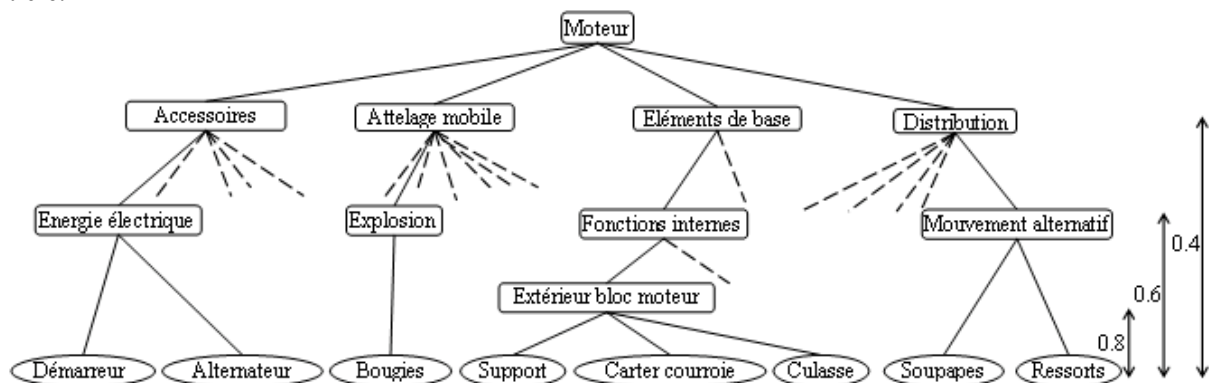 Moteur
Accessoires
Attelage mobile
Eléments de base
Distribution
Energie électrique
Explosion
Fonctions internes
Mouvement alternatif
0.4
0.6
Extérieur bloc moteur
0.8
Démarreur
Alternateur
Bougies
Support
Carter courroie
Culasse
Soupapes
Ressorts